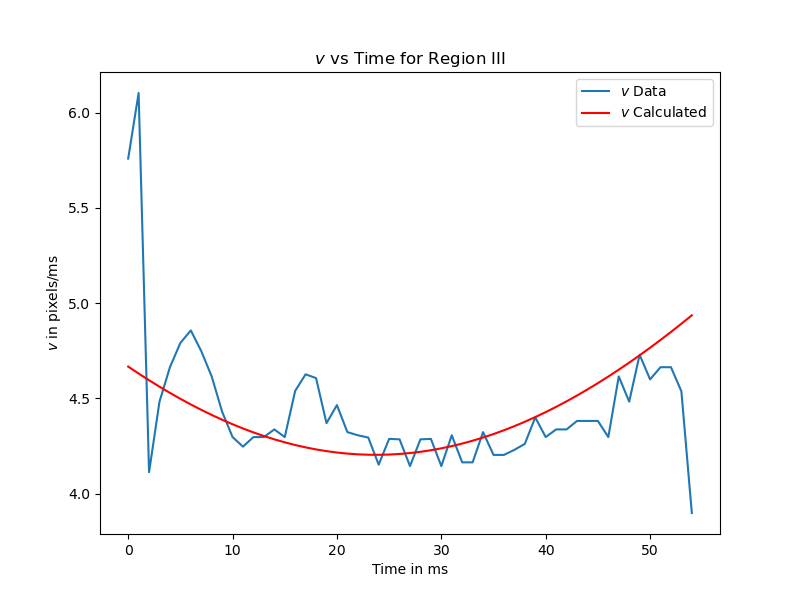 v vs Time for Region III
v Data
v Calculated
6.0
5.5
5.0
4.5
4.0
v in pixels/ms
0 10 20 30 40 50
Time in ms